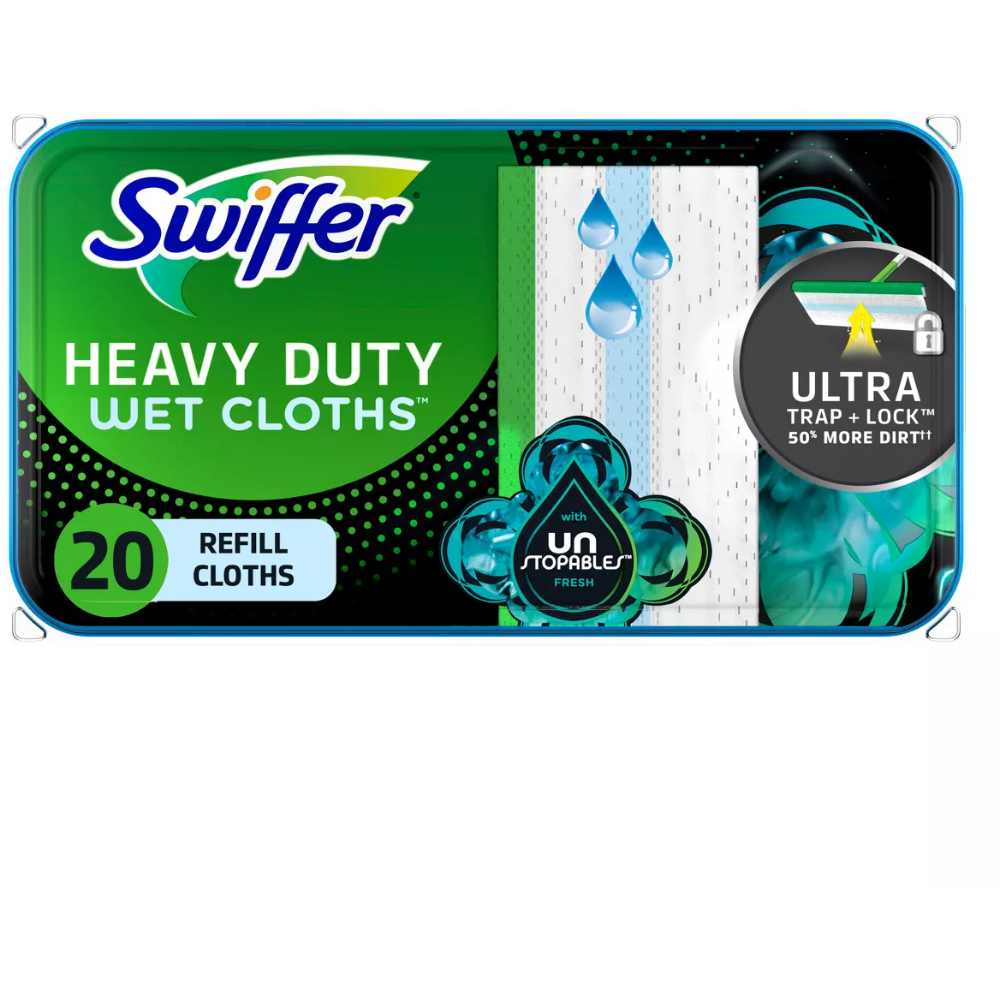 Swiffer
HEAVY DUTY
WET CLOTHS™
20
REFILL
CLOTHS
with
UN
STOPABLES™
FRESH
ULTRA
TRAP + LOCK™
50% MORE DIRT††